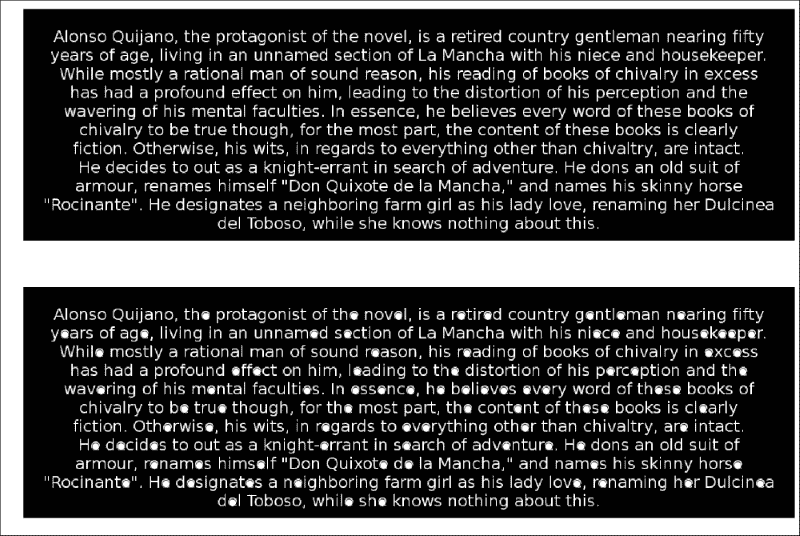 Alonso Quijano, the protagonist of the novel, is a retired country gentleman nearing fifty
years of age, living in an unnamed section of La Mancha with his niece and housekeeper.
While mostly a rational man of sound reason, his reading of books of chivalry in excess
has had a profound effect on him, leading to the distortion of his perception and the
wavering of his mental faculties. In essence, he believes every word of these books of
chivalry to be true though, for the most part, the content of these books is clearly
fiction. Otherwise, his wits, in regards to everything other than chivaltry, are intact.
He decides to out as a knight-errant in search of adventure. He dons an old suit of
armour, renames himself "Don Quixote de la Mancha," and names his skinny horse
"Rocinante". He designates a neighboring farm girl as his lady love, renaming her Dulcinea
del Toboso, while she knows nothing about this.
Alonso Quijano, the protagonist of the novel, is a retired country gentleman nearing fifty
years of age, living in an unnamed section of La Mancha with his niece and housekeeper.
While mostly a rational man of sound reason, his reading of books of chivalry in excess
has had a profound effect on him, leading to the distortion of his perception and the
wavering of his mental faculties. In essence, he believes every word of these books of
chivalry to be true though, for the most part, the content of these books is clearly
fiction. Otherwise, his wits, in regards to everything other than chivaltry, are intact.
He decides to out as a knight-errant in search of adventure. He dons an old suit of
armour, renames himself "Don Quixote de la Mancha," and names his skinny horse
"Rocinante". He designates a neighboring farm girl as his lady love, renaming her Dulcinea
del Toboso, while she knows nothing about this.